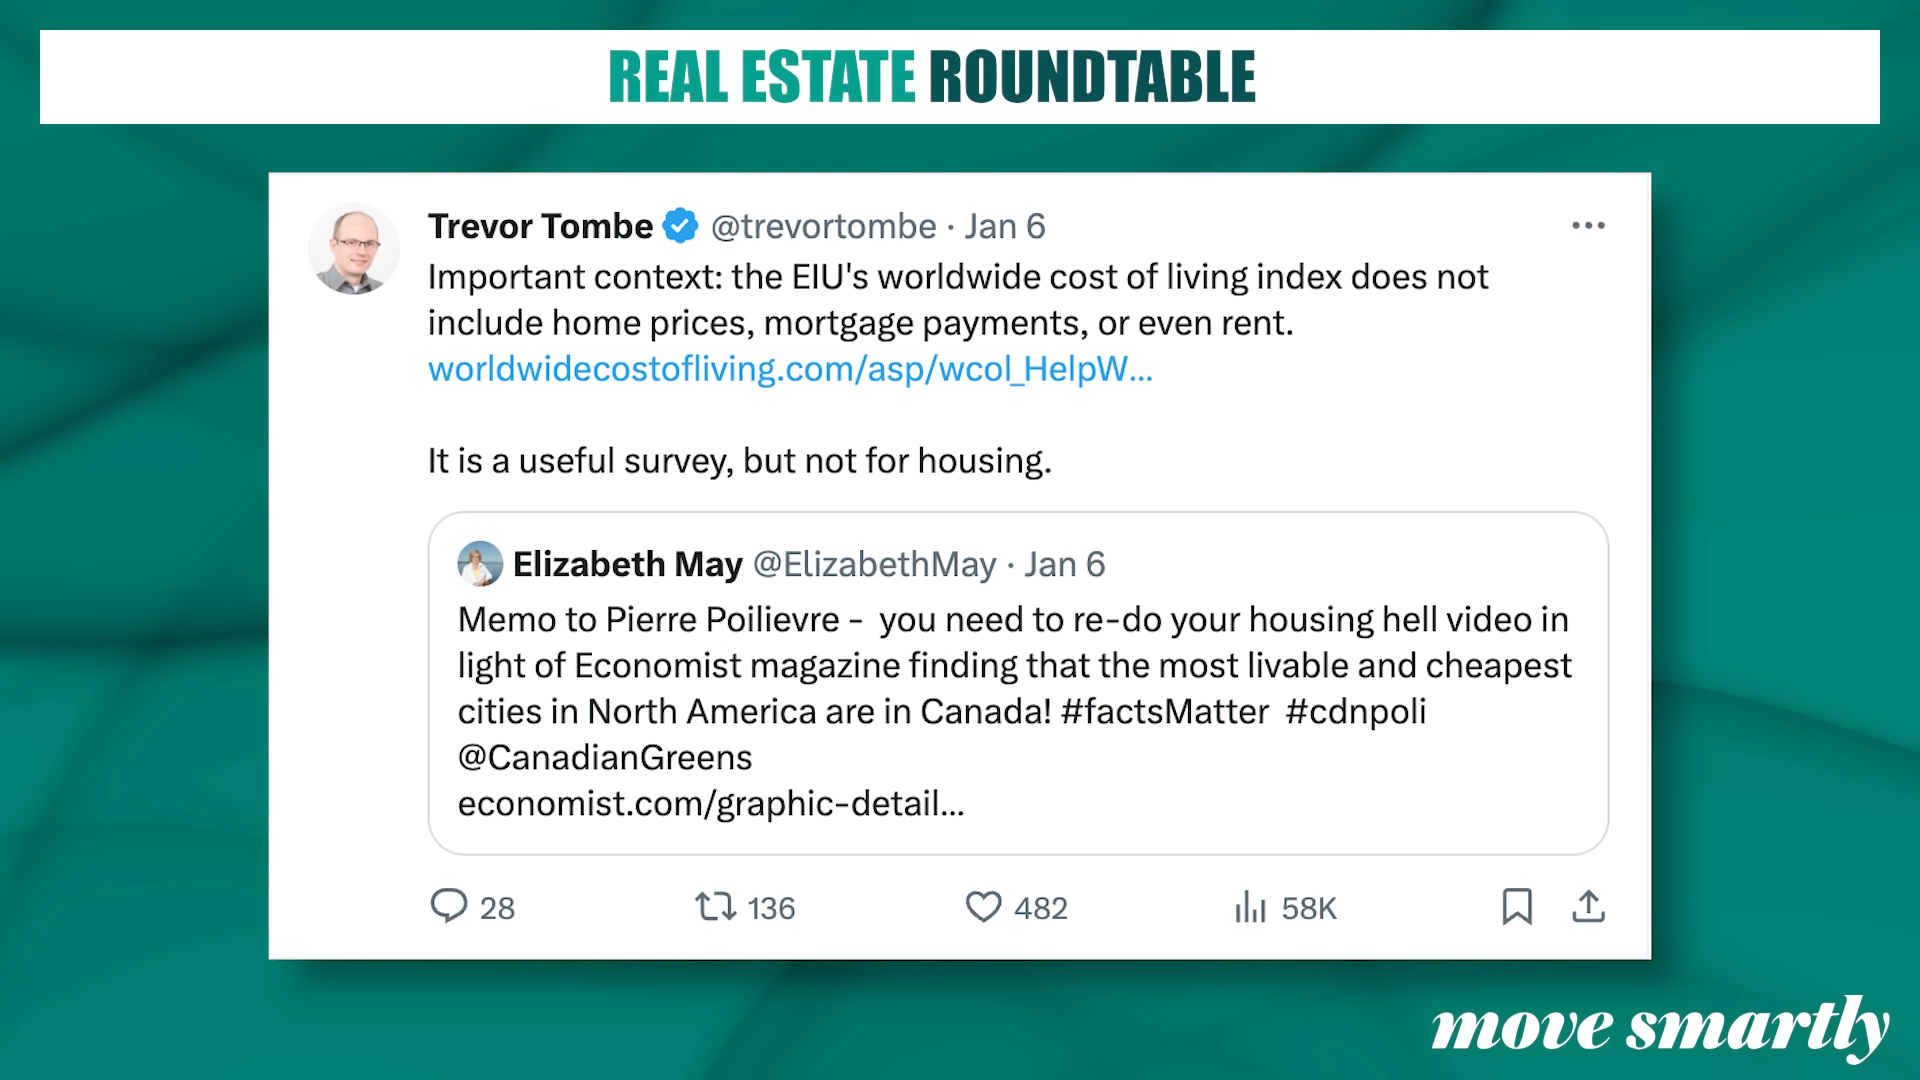 REAL ESTATE ROUNDTABLE
Trevor Tombe @trevortombe · Jan 6
Important context: the EIU's worldwide cost of living index does not
include home prices, mortgage payments, or even rent.
worldwidecostofliving.com/asp/wcol_HelpW...
It is a useful survey, but not for housing.
Elizabeth May @ElizabethMay · Jan 6
Memo to Pierre Poilievre -  you need to re-do your housing hell video in
light of Economist magazine finding that the most livable and cheapest
cities in North America are in Canada! #factsMatter  #cdnpoli
@CanadianGreens
economist.com/graphic-detail...
28 136 482 58K
move smartly